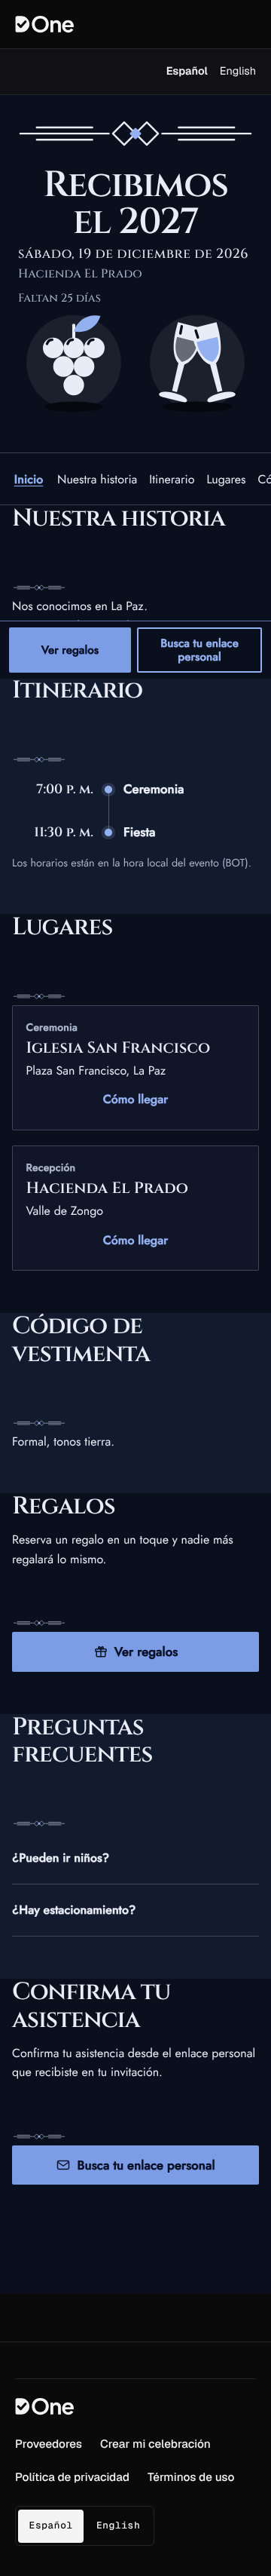 One
Español English
Recibimos
el 2027
sábado, 19 de diciembre de 2026
Hacienda El Prado
Faltan 25 días
Inicio Nuestra historia Itinerario Lugares Có
Nuestra historia
Nos conocimos en La Paz.
Ver regalos
Busca tu enlace
personal
Itinerario
7:00 p. m. Ceremonia
11:30 p. m. Fiesta
Los horarios están en la hora local del evento (BOT).
Lugares
Ceremonia
Iglesia San Francisco
Plaza San Francisco, La Paz
Cómo llegar
Recepción
Hacienda El Prado
Valle de Zongo
Cómo llegar
Código de
vestimenta
Formal, tonos tierra.
Regalos
Reserva un regalo en un toque y nadie más
regalará lo mismo.
Ver regalos
Preguntas
frecuentes
¿Pueden ir niños?
¿Hay estacionamiento?
Confirma tu
asistencia
Confirma tu asistencia desde el enlace personal
que recibiste en tu invitación.
Busca tu enlace personal
One
Proveedores Crear mi celebración
Política de privacidad Términos de uso
Español English